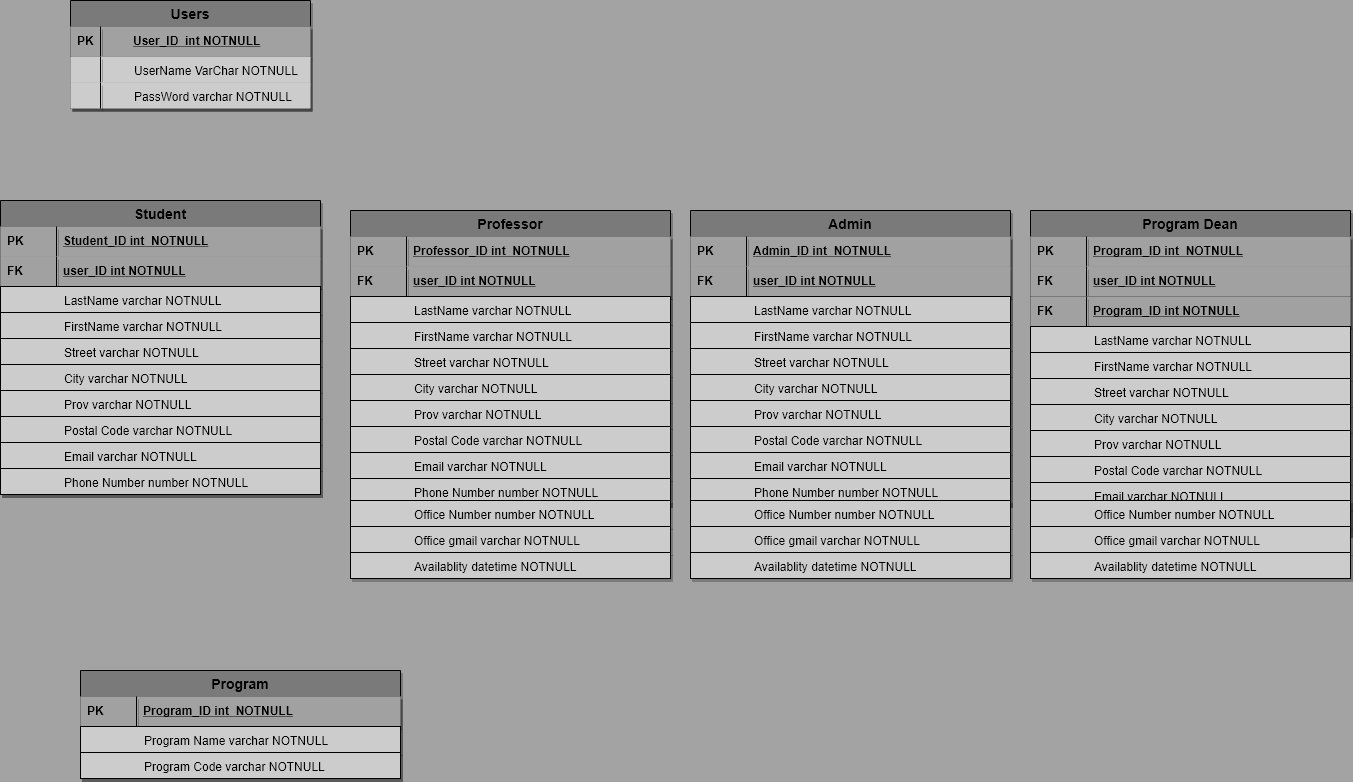 Users
PK User_ID int NOTNULL
UserName VarChar NOTNULL
PassWord varchar NOTNULL
Student
PK Student_ID int NOTNULL
FK user_ID int NOTNULL
LastName varchar NOTNULL
FirstName varchar NOTNULL
Street varchar NOTNULL
City varchar NOTNULL
Prov varchar NOTNULL
Postal Code varchar NOTNULL
Email varchar NOTNULL
Phone Number number NOTNULL
Professor
PK Professor_ID int NOTNULL
FK user_ID int NOTNULL
LastName varchar NOTNULL
FirstName varchar NOTNULL
Street varchar NOTNULL
City varchar NOTNULL
Prov varchar NOTNULL
Postal Code varchar NOTNULL
Email varchar NOTNULL
Phone Number number NOTNULL
Office Number number NOTNULL
Office gmail varchar NOTNULL
Availablity datetime NOTNULL
Admin
PK Admin_ID int NOTNULL
FK user_ID int NOTNULL
LastName varchar NOTNULL
FirstName varchar NOTNULL
Street varchar NOTNULL
City varchar NOTNULL
Prov varchar NOTNULL
Postal Code varchar NOTNULL
Email varchar NOTNULL
Phone Number number NOTNULL
Office Number number NOTNULL
Office gmail varchar NOTNULL
Availablity datetime NOTNULL
Program Dean
PK Program_ID int NOTNULL
FK user_ID int NOTNULL
FK Program_ID int NOTNULL
LastName varchar NOTNULL
FirstName varchar NOTNULL
Street varchar NOTNULL
City varchar NOTNULL
Prov varchar NOTNULL
Postal Code varchar NOTNULL
Email varchar NOTNULL
Office Number number NOTNULL
Office gmail varchar NOTNULL
Availablity datetime NOTNULL
Program
PK Program_ID int NOTNULL
Program Name varchar NOTNULL
Program Code varchar NOTNULL